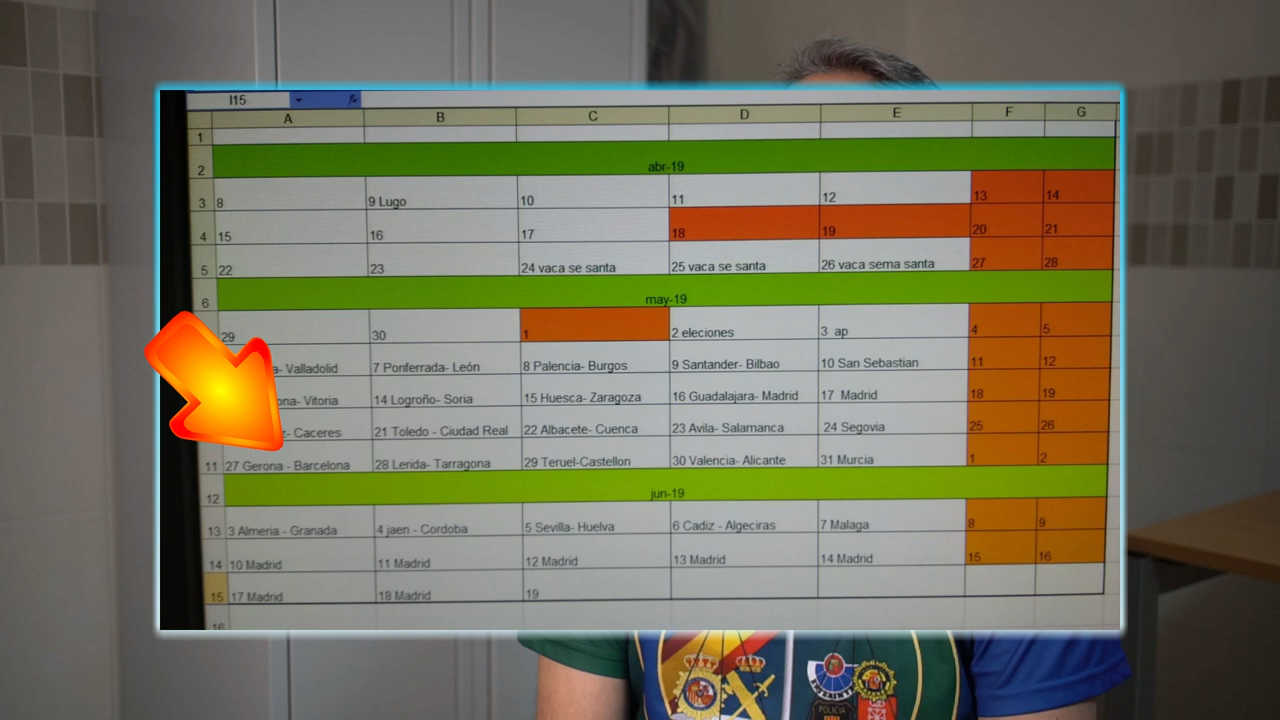 I15 fx
A B C D E F G
1
2 abr-19
3 8 9 Lugo 10 11 12 13 14
4 15 16 17 18 19 20 21
5 22 23 24 vaca se santa 25 vaca se santa 26 vaca sema santa 27 28
6 may-19
29 30 1 2 eleciones 3 ap 4 5
a- Valladolid 7 Ponferrada- León 8 Palencia- Burgos 9 Santander- Bilbao 10 San Sebastian 11 12
ona- Vitoria 14 Logroño- Soria 15 Huesca- Zaragoza 16 Guadalajara- Madrid 17 Madrid 18 19
z- Caceres 21 Toledo - Ciudad Real 22 Albacete- Cuenca 23 Avila- Salamanca 24 Segovia 25 26
11 27 Gerona - Barcelona 28 Lerida- Tarragona 29 Teruel-Castellon 30 Valencia- Alicante 31 Murcia 1 2
12 jun-19
13 3 Almeria - Granada 4 jaen - Cordoba 5 Sevilla- Huelva 6 Cadiz - Algeciras 7 Malaga 8 9
14 10 Madrid 11 Madrid 12 Madrid 13 Madrid 14 Madrid 15 16
15 17 Madrid 18 Madrid 19
16
POLICIA